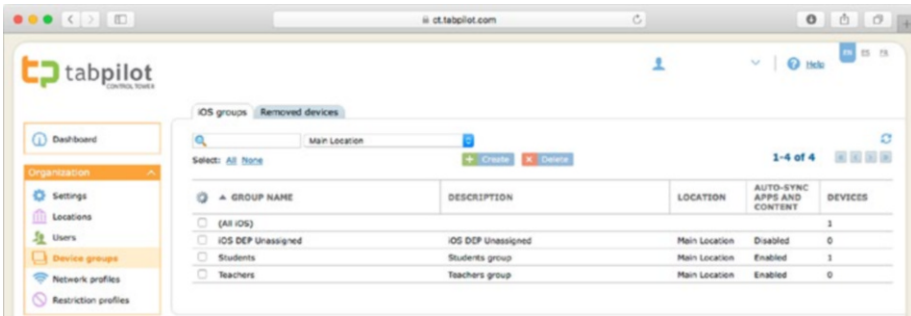 ct.tabpilot.com
tabpilot
CONTROL TOWER
EN ES FR
Help
iOS groups Removed devices
Dashboard
Main Location
Select: All None
Create Delete
1-4 of 4
Organization
Settings
Locations
Users
Device groups
Network profiles
Restriction profiles
GROUP NAME DESCRIPTION LOCATION AUTO-SYNC APPS AND CONTENT DEVICES
(All iOS) 1
iOS DEP Unassigned iOS DEP Unassigned Main Location Disabled 0
Students Students group Main Location Enabled 1
Teachers Teachers group Main Location Enabled 0